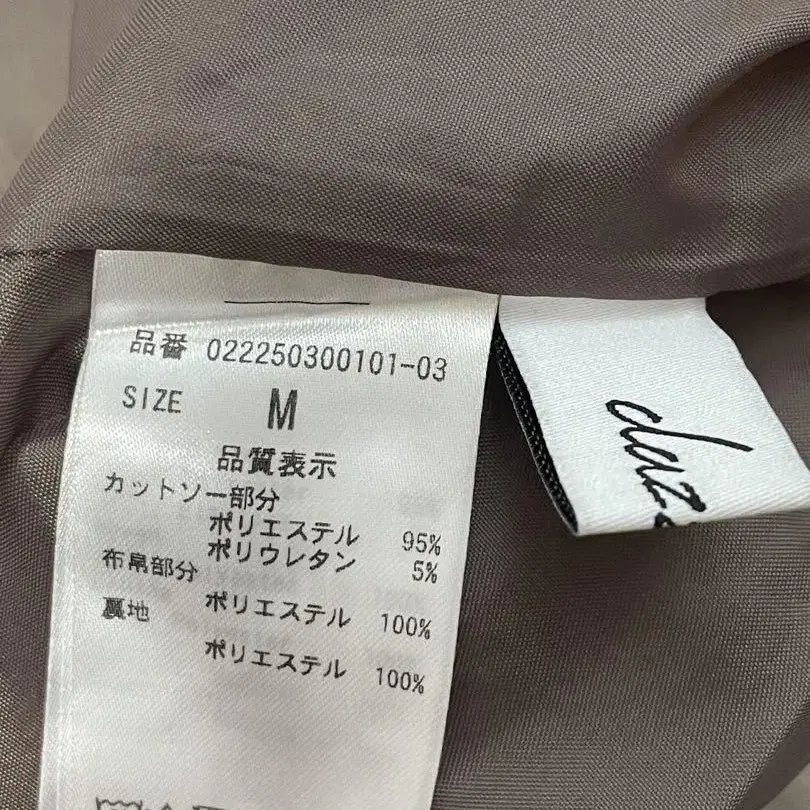 品番 022250300101-03
SIZE M
品質表示
カットソー部分
ポリエステル 95%
ポリウレタン 5%
布帛部分
ポリエステル 100%
裏地
ポリエステル 100%